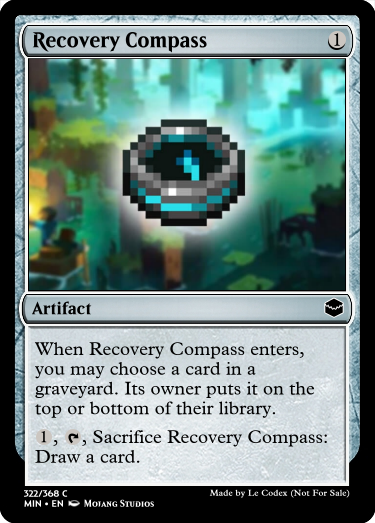 Recovery Compass 1
Artifact
When Recovery Compass enters,
you may choose a card in a
graveyard. Its owner puts it on the
top or bottom of their library.
1, , Sacrifice Recovery Compass:
Draw a card.
322/368 C
MIN • EN Mojang Studios
Made by Le Codex (Not For Sale)